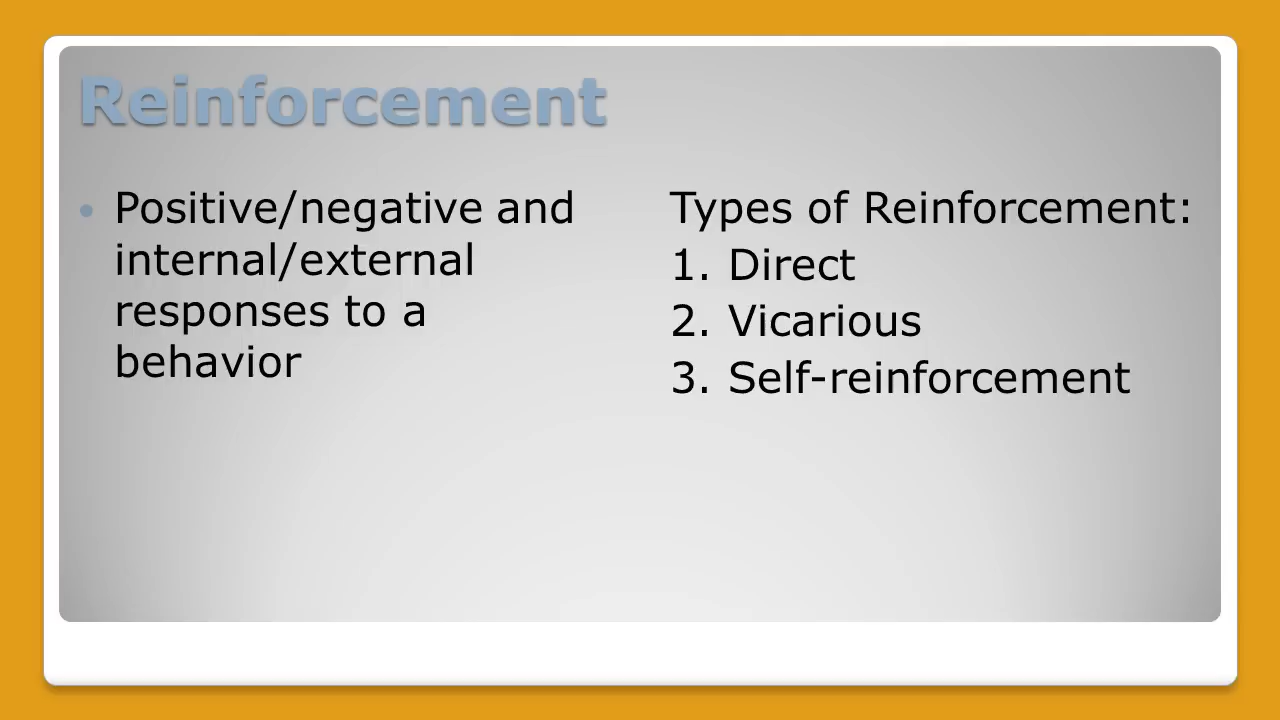 Reinforcement
• Positive/negative and
internal/external
responses to a
behavior
Types of Reinforcement:
1. Direct
2. Vicarious
3. Self-reinforcement